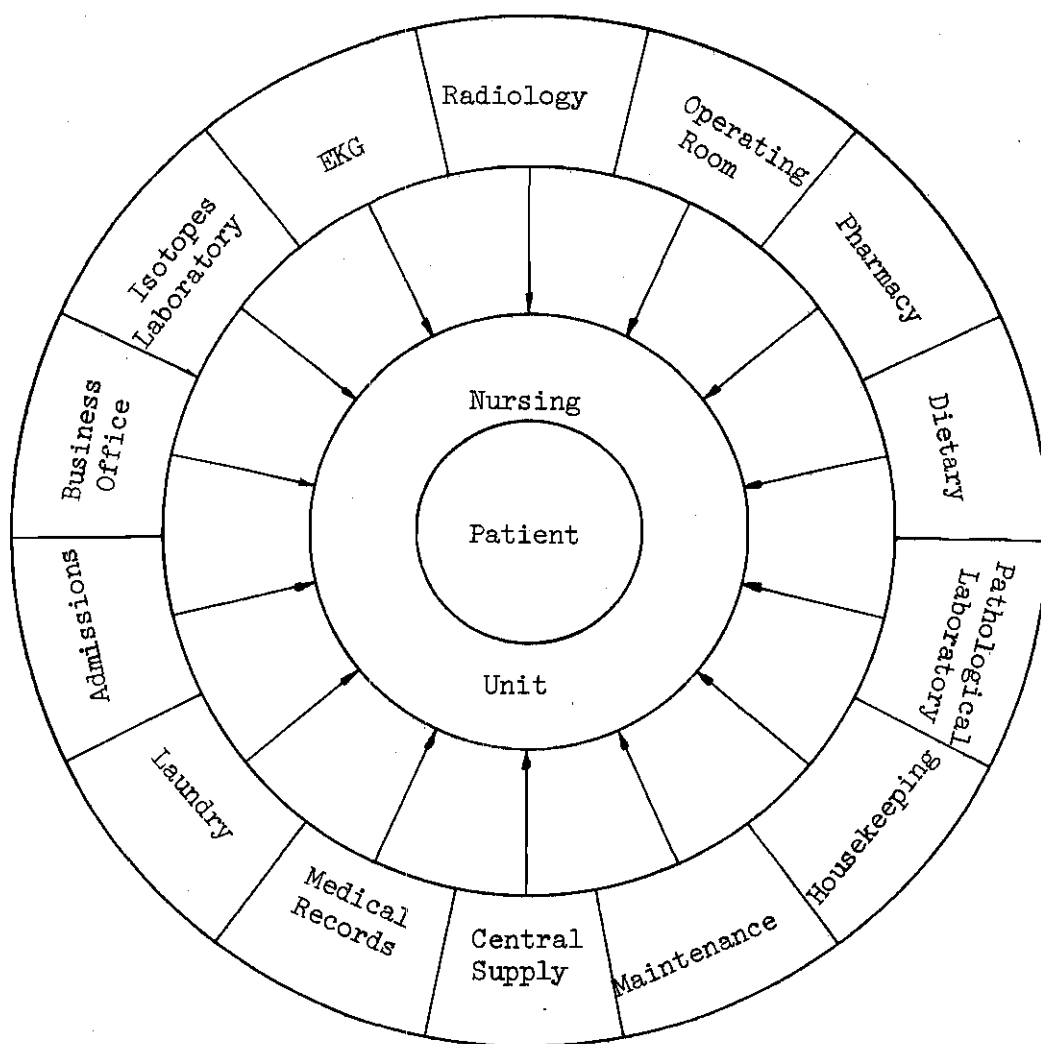 Radiology
Operating
Room
Pharmacy
Dietary
Pathological
Laboratory
Housekeeping
Maintenance
Central
Supply
Medical
Records
Laundry
Admissions
Business
Office
Isotopes
Laboratory
EKG
Nursing
Patient
Unit